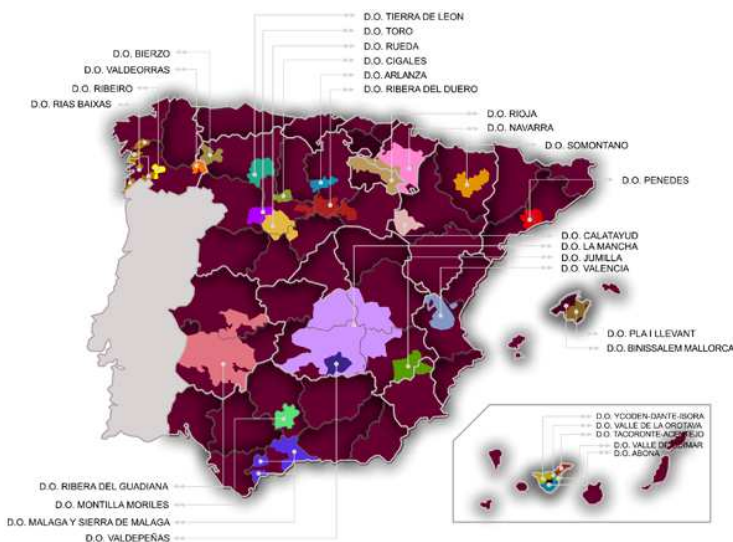 D.O. TIERRA DE LEON
D.O. TORO
D.O. RUEDA
D.O. CIGALES
D.O. ARLANZA
D.O. RIBERA DEL DUERO
D.O. BIERZO
D.O. VALDEORRAS
D.O. RIBEIRO
D.O. RIAS BAIXAS
D.O. RIOJA
D.O. NAVARRA
D.O. SOMONTANO
D.O. PENEDES
D.O. CALATAYUD
D.O. LA MANCHA
D.O. JUMILLA
D.O. VALENCIA
D.O. PLA I LLEVANT
D.O. BINISSALEM MALLORCA
D.O. YCODEN-DANTE-ISORA
D.O. VALLE DE LA OROTAVA
D.O. TACORONTE-ACENTEJO
D.O. VALLE DE GUIMAR
D.O. ABONA
D.O. RIBERA DEL GUADIANA
D.O. MONTILLA MORILES
D.O. MALAGA Y SIERRA DE MALAGA
D.O. VALDEPEÑAS